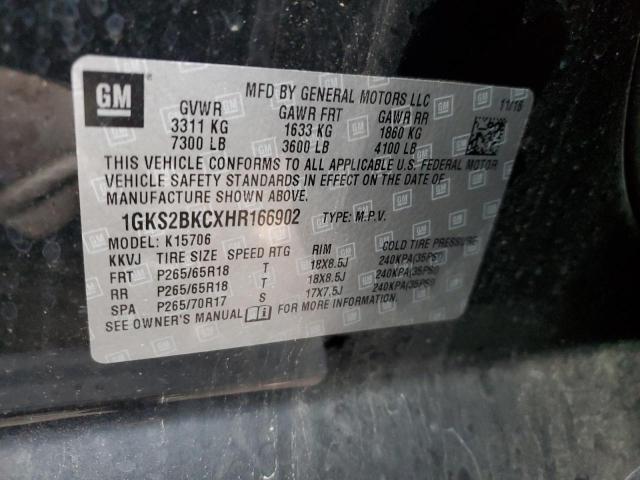 GM
MFD BY GENERAL MOTORS LLC
11/16
GVWR GAWR FRT GAWR RR
3311 KG 1633 KG 1860 KG
7300 LB 3600 LB 4100 LB
THIS VEHICLE CONFORMS TO ALL APPLICABLE U.S. FEDERAL MOTOR
VEHICLE SAFETY STANDARDS IN EFFECT ON THE DATE OF
MANUFACTURE SHOWN ABOVE.
1GKS2BKCXHR166902 TYPE: M.P.V.
MODEL: K15706
KKVJ TIRE SIZE SPEED RTG RIM COLD TIRE PRESSURE
FRT P265/65R18 T 18X8.5J 240KPA(35PSI)
RR P265/65R18 T 18X8.5J 240KPA(35PSI)
SPA P265/70R17 S 17X7.5J 240KPA(35PSI)
SEE OWNER'S MANUAL FOR MORE INFORMATION.